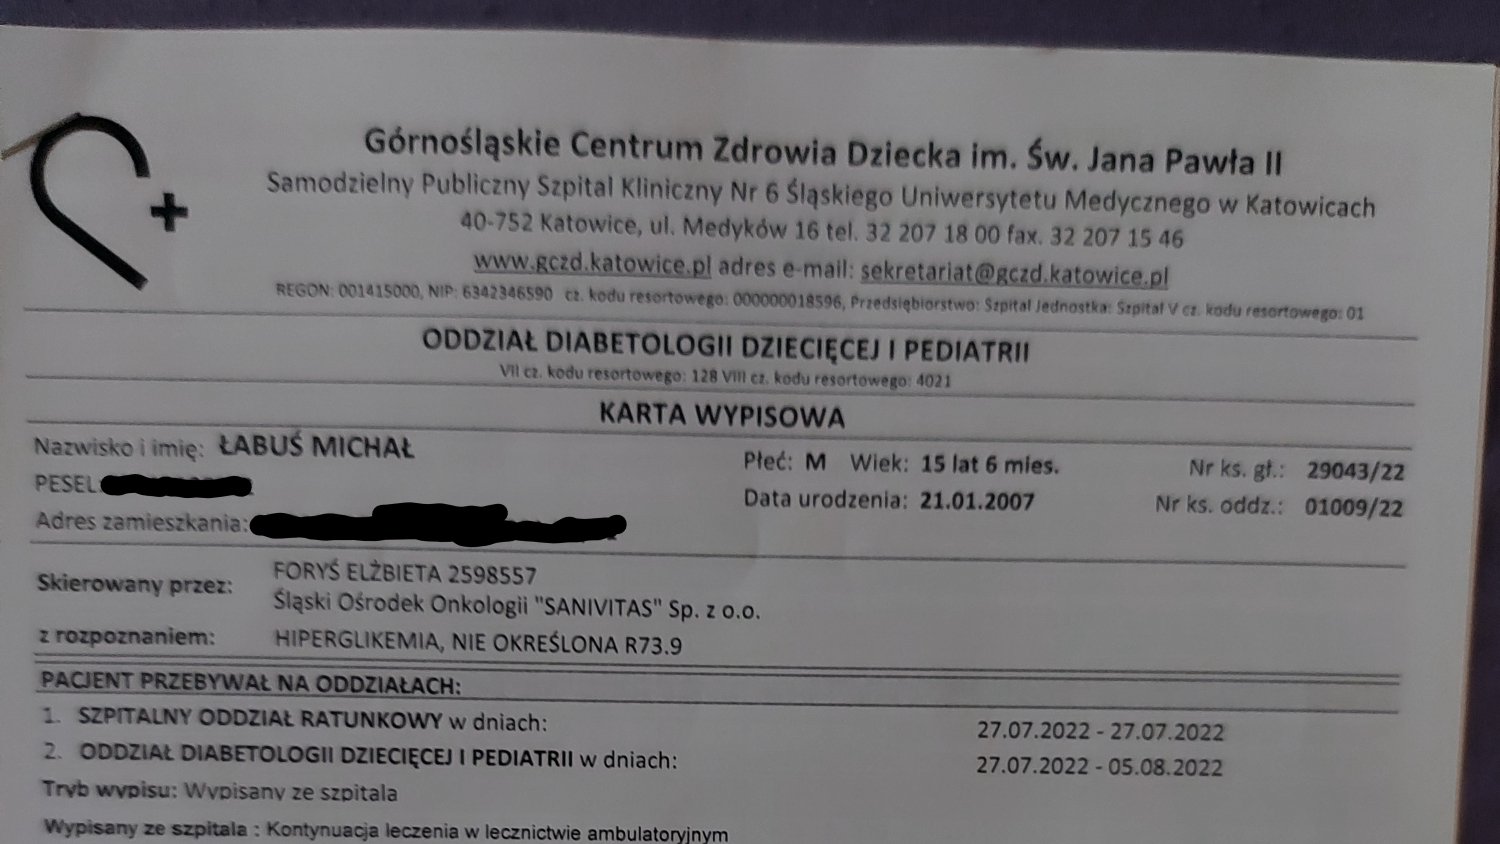 Górnośląskie Centrum Zdrowia Dziecka im. Św. Jana Pawła II
Samodzielny Publiczny Szpital Kliniczny Nr 6 Śląskiego Uniwersytetu Medycznego w Katowicach
40-752 Katowice, ul. Medyków 16 tel. 32 207 18 00 fax. 32 207 15 46
www.gczd.katowice.pl adres e-mail: sekretariat@gczd.katowice.pl
REGON: 001415000, NIP: 6342346590 cz. kodu resortowego: 000000018596, Przedsiębiorstwo: Szpital Jednostka: Szpital V cz. kodu resortowego: 01
ODDZIAŁ DIABETOLOGII DZIECIĘCEJ I PEDIATRII
VII cz. kodu resortowego: 128 VIII cz. kodu resortowego: 4021
KARTA WYPISOWA
Nazwisko i imię: ŁABUŚ MICHAŁ
Płeć: M Wiek: 15 lat 6 mies. Nr ks. gł.: 29043/22
PESEL:
Data urodzenia: 21.01.2007 Nr ks. oddz.: 01009/22
Adres zamieszkania:
Skierowany przez: FORYŚ ELŻBIETA 2598557
Śląski Ośrodek Onkologii "SANIVITAS" Sp. z o.o.
z rozpoznaniem: HIPERGLIKEMIA, NIE OKREŚLONA R73.9
PACJENT PRZEBYWAŁ NA ODDZIAŁACH:
1. SZPITALNY ODDZIAŁ RATUNKOWY w dniach: 27.07.2022 - 27.07.2022
2. ODDZIAŁ DIABETOLOGII DZIECIĘCEJ I PEDIATRII w dniach: 27.07.2022 - 05.08.2022
Tryb wypisu: Wypisany ze szpitala
Wypisany ze szpitala : Kontynuacja leczenia w lecznictwie ambulatoryjnym